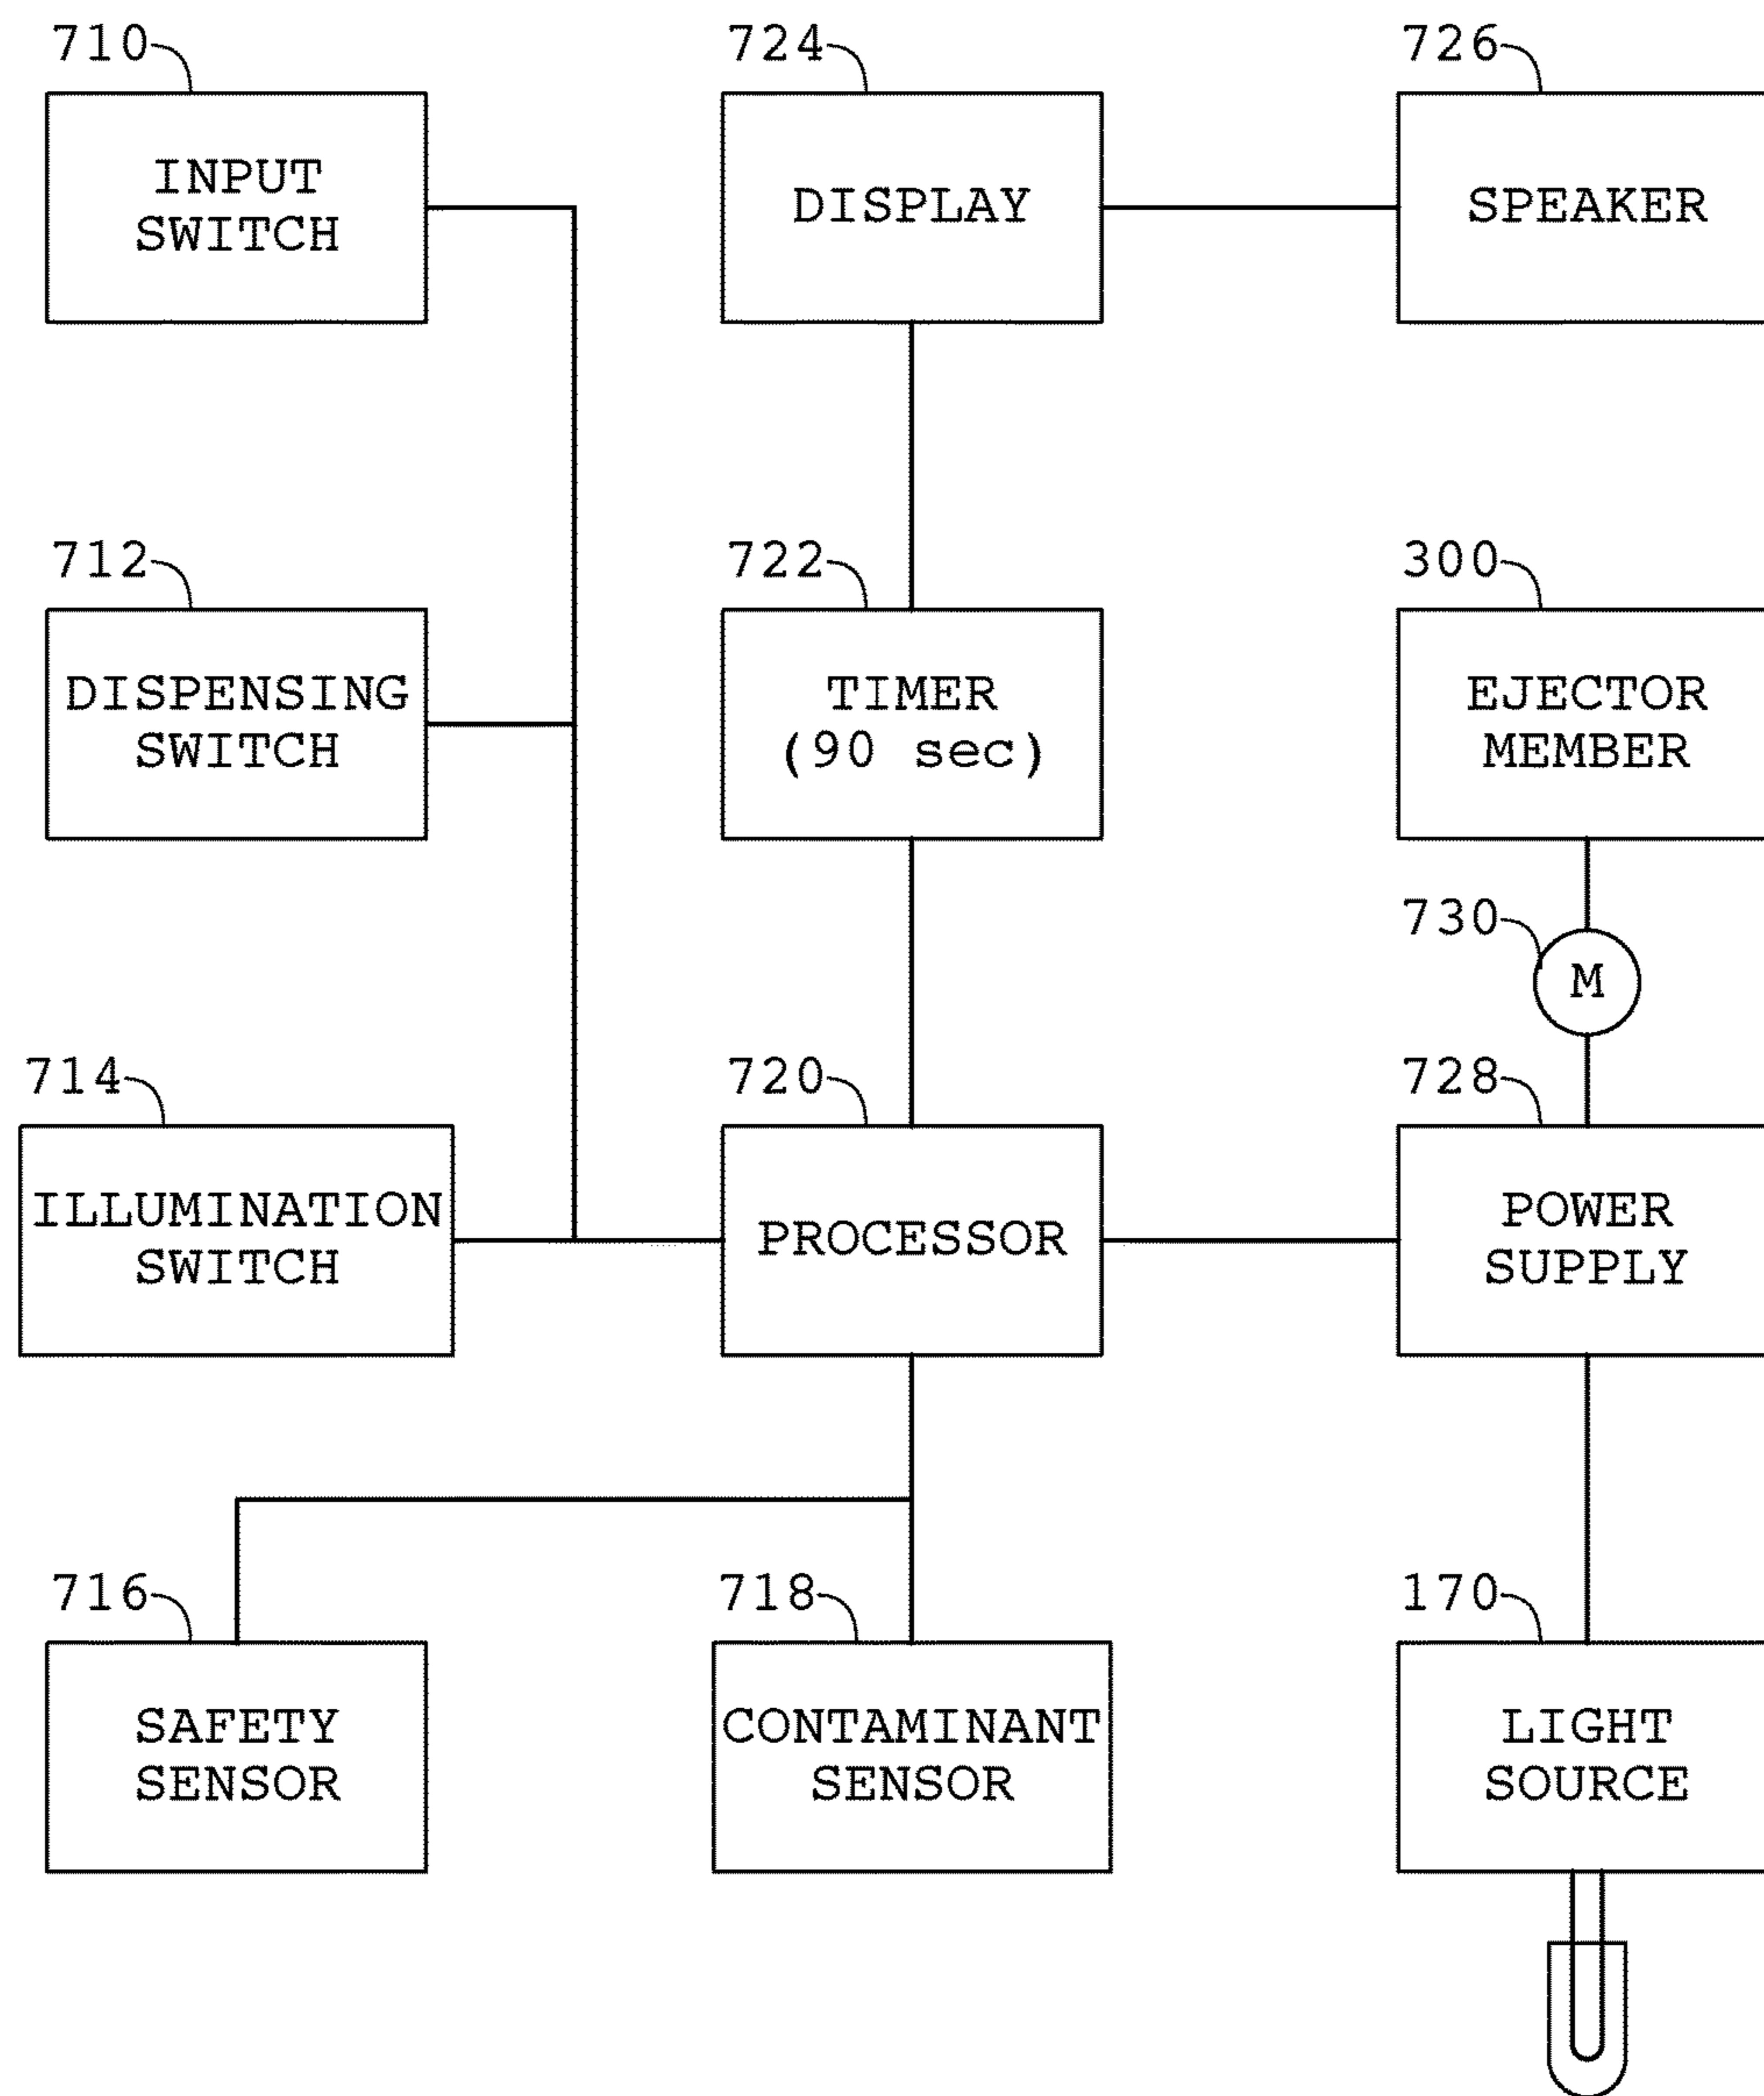 710
724
726
INPUT
SWITCH
DISPLAY
SPEAKER
712
722
300
DISPENSING
SWITCH
TIMER
(90 sec)
EJECTOR
MEMBER
730
M
714
720
728
ILLUMINATION
SWITCH
PROCESSOR
POWER
SUPPLY
716
718
170
SAFETY
SENSOR
CONTAMINANT
SENSOR
LIGHT
SOURCE